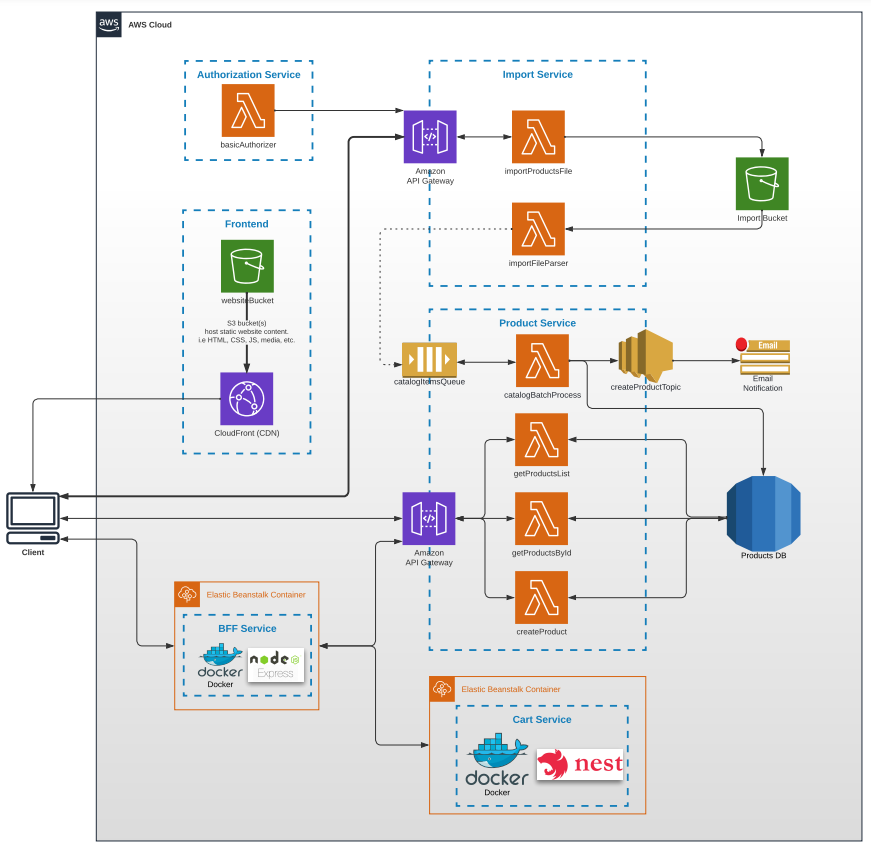 aws
AWS Cloud
Authorization Service
basicAuthorizer
Import Service
Amazon
API Gateway
importProductsFile
Import Bucket
importFileParser
Frontend
websiteBucket
S3 bucket(s)
host static website content.
i.e HTML, CSS, JS, media, etc.
CloudFront (CDN)
Product Service
catalogItemsQueue
catalogBatchProcess
createProductTopic
Email
Email
Notification
getProductsList
Client
Amazon
API Gateway
getProductsById
Products DB
createProduct
Elastic Beanstalk Container
BFF Service
docker
Docker
node JS
Express
Elastic Beanstalk Container
Cart Service
docker
Docker
nest